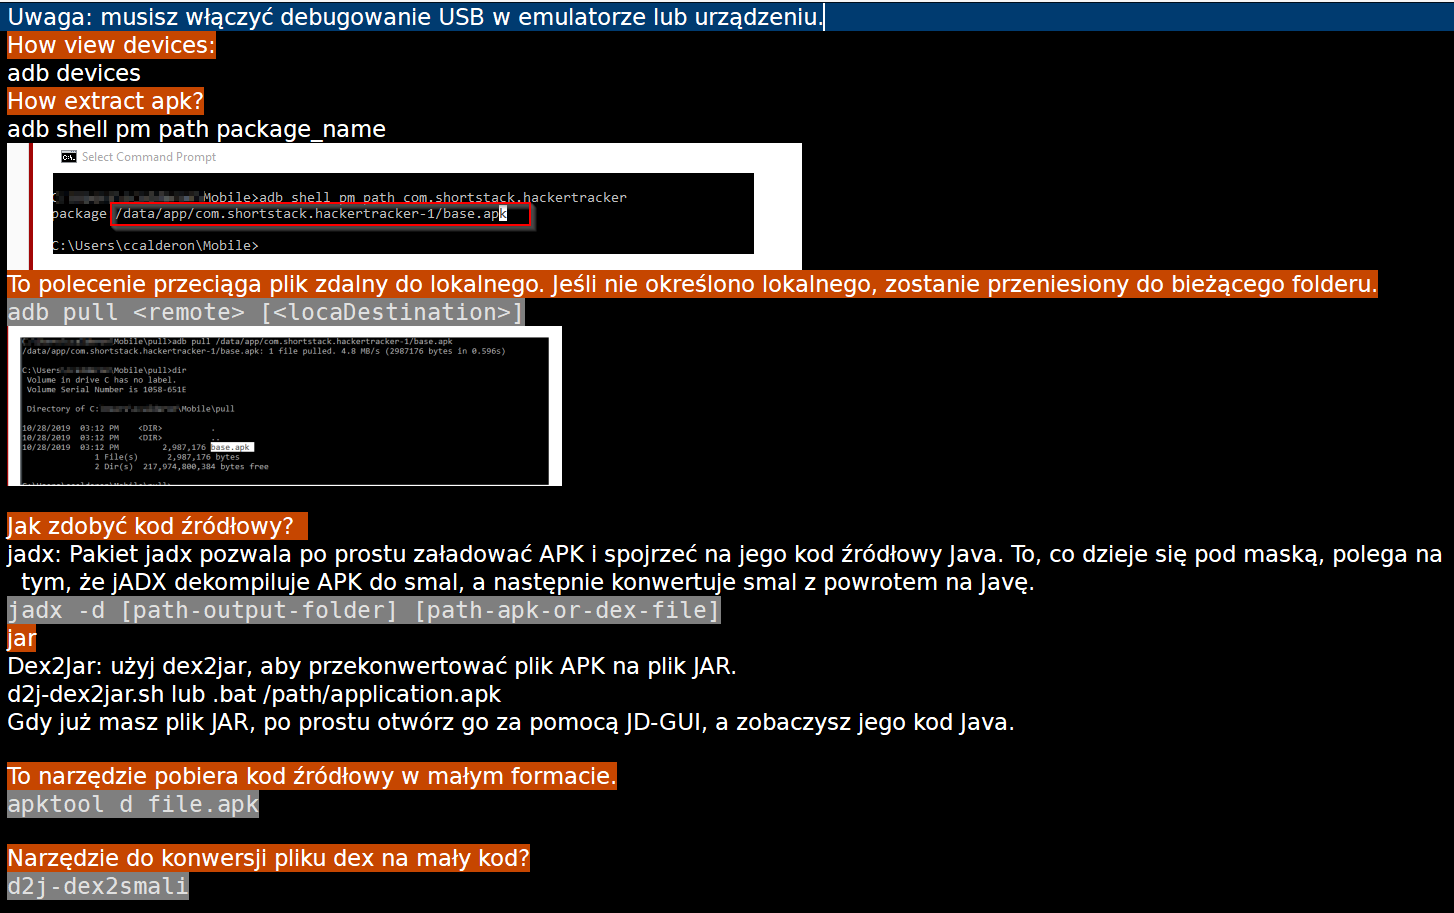 Uwaga: musisz włączyć debugowanie USB w emulatorze lub urządzeniu.
How view devices:
adb devices
How extract apk?
adb shell pm path package_name
Select Command Prompt
Mobile>adb shell pm path com.shortstack.hackertracker
package /data/app/com.shortstack.hackertracker-1/base.apk
C:\Users\ccalderon\Mobile>
To polecenie przeciąga plik zdalny do lokalnego. Jeśli nie określono lokalnego, zostanie przeniesiony do bieżącego folderu.
adb pull <remote> [<locaDestination>]
Mobile\pull>adb pull /data/app/com.shortstack.hackertracker-1/base.apk
/data/app/com.shortstack.hackertracker-1/base.apk: 1 file pulled. 4.8 MB/s (2987176 bytes in 0.596s)
C:\Users\ Mobile\pull>dir
Volume in drive C has no label.
Volume Serial Number is 1058-651E
Directory of C: \Mobile\pull
10/28/2019 03:12 PM <DIR> .
10/28/2019 03:12 PM <DIR> ..
10/28/2019 03:12 PM 2,987,176 base.apk
1 File(s) 2,987,176 bytes
2 Dir(s) 217,974,800,384 bytes free
Jak zdobyć kod źródłowy?
jadx: Pakiet jadx pozwala po prostu załadować APK i spojrzeć na jego kod źródłowy Java. To, co dzieje się pod maską, polega na
tym, że jADX dekompiluje APK do smal, a następnie konwertuje smal z powrotem na Javę.
jadx -d [path-output-folder] [path-apk-or-dex-file]
jar
Dex2Jar: użyj dex2jar, aby przekonwertować plik APK na plik JAR.
d2j-dex2jar.sh lub .bat /path/application.apk
Gdy już masz plik JAR, po prostu otwórz go za pomocą JD-GUI, a zobaczysz jego kod Java.
To narzędzie pobiera kod źródłowy w małym formacie.
apktool d file.apk
Narzędzie do konwersji pliku dex na mały kod?
d2j-dex2smali